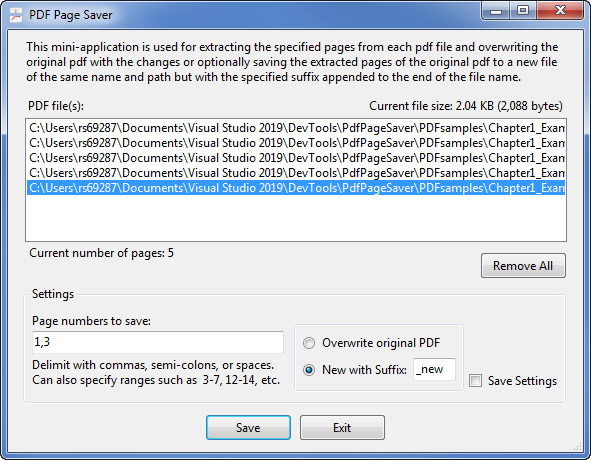 PDF Page Saver
This mini-application is used for extracting the specified pages from each pdf file and overwriting the
original pdf with the changes or optionally saving the extracted pages of the original pdf to a new file
of the same name and path but with the specified suffix appended to the end of the file name.
PDF file(s): Current file size: 2.04 KB (2,088 bytes)
C:\Users\rs69287\Documents\Visual Studio 2019\DevTools\PdfPageSaver\PDFsamples\Chapter1_Exam
C:\Users\rs69287\Documents\Visual Studio 2019\DevTools\PdfPageSaver\PDFsamples\Chapter1_Exam
C:\Users\rs69287\Documents\Visual Studio 2019\DevTools\PdfPageSaver\PDFsamples\Chapter1_Exam
C:\Users\rs69287\Documents\Visual Studio 2019\DevTools\PdfPageSaver\PDFsamples\Chapter1_Exam
C:\Users\rs69287\Documents\Visual Studio 2019\DevTools\PdfPageSaver\PDFsamples\Chapter1_Exam
Current number of pages: 5
Remove All
Settings
Page numbers to save:
1,3
Delimit with commas, semi-colons, or spaces.
Can also specify ranges such as 3-7, 12-14, etc.
Overwrite original PDF
New with Suffix: _new
Save Settings
Save Exit